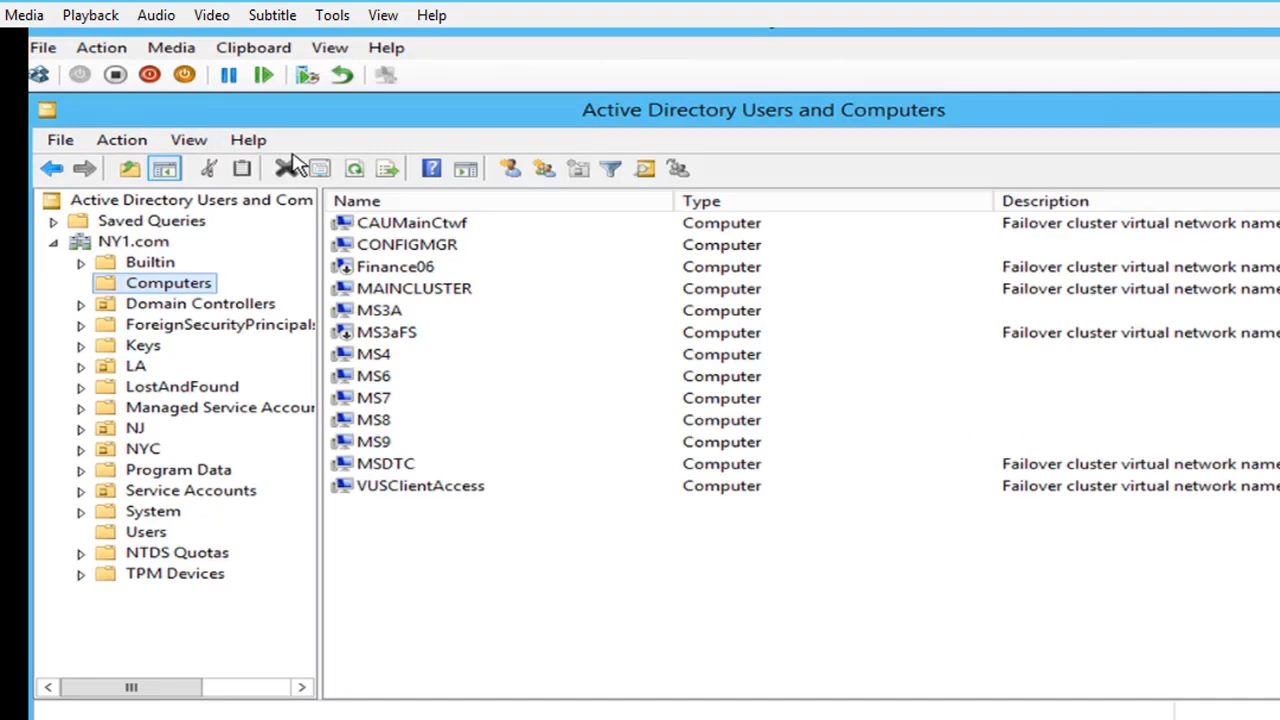 Media Playback Audio Video Subtitle Tools View Help
File Action Media Clipboard View Help
Active Directory Users and Computers
File Action View Help
Active Directory Users and Com
Saved Queries
NY1.com
Builtin
Computers
Domain Controllers
ForeignSecurityPrincipals
Keys
LA
LostAndFound
Managed Service Accour
NJ
NYC
Program Data
Service Accounts
System
Users
NTDS Quotas
TPM Devices
Name Type Description
CAUMainCtwf Computer Failover cluster virtual network name
CONFIGMGR Computer
Finance06 Computer Failover cluster virtual network name
MAINCLUSTER Computer Failover cluster virtual network name
MS3A Computer
MS3aFS Computer Failover cluster virtual network name
MS4 Computer
MS6 Computer
MS7 Computer
MS8 Computer
MS9 Computer
MSDTC Computer Failover cluster virtual network name
VUSClientAccess Computer Failover cluster virtual network name